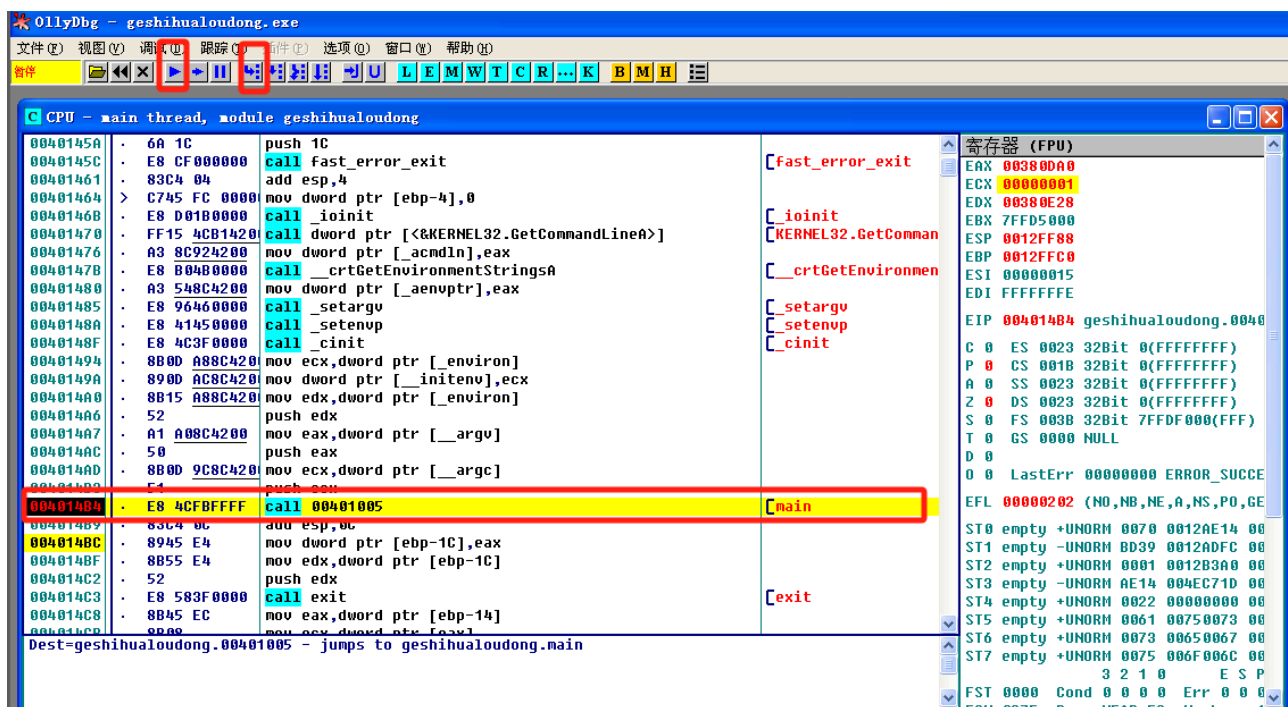 OllyDbg - geshihualoudong.exe
文件(F) 视图(V) 调试(D) 跟踪(T) 插件(P) 选项(O) 窗口(W) 帮助(H)
暂停 L E M W T C R ... K B M H
C CPU - main thread, module geshihualoudong
0040145A . 6A 1C push 1C
0040145C . E8 CF000000 call fast_error_exit [fast_error_exit
00401461 . 83C4 04 add esp,4
00401464 > C745 FC 0000 mov dword ptr [ebp-4],0
0040146B . E8 D01B0000 call _ioinit [_ioinit
00401470 . FF15 4CB1420 call dword ptr [<&KERNEL32.GetCommandLineA>] [KERNEL32.GetComman
00401476 . A3 8C924200 mov dword ptr [_acmdln],eax
0040147B . E8 B04B0000 call __crtGetEnvironmentStringsA [__crtGetEnvironmen
00401480 . A3 548C4200 mov dword ptr [_aenvptr],eax
00401485 . E8 96460000 call _setargv [_setargv
0040148A . E8 41450000 call _setenvp [_setenvp
0040148F . E8 4C3F0000 call _cinit [_cinit
00401494 . 8B0D A88C420 mov ecx,dword ptr [_environ]
0040149A . 890D AC8C420 mov dword ptr [__initenv],ecx
004014A0 . 8B15 A88C420 mov edx,dword ptr [_environ]
004014A6 . 52 push edx
004014A7 . A1 A08C4200 mov eax,dword ptr [__argv]
004014AC . 50 push eax
004014AD . 8B0D 9C8C420 mov ecx,dword ptr [__argc]
004014B3 . 51 push ecx
004014B4 . E8 4CFBFFFF call 00401005 [main
004014B9 . 83C4 0C add esp,0C
004014BC . 8945 E4 mov dword ptr [ebp-1C],eax
004014BF . 8B55 E4 mov edx,dword ptr [ebp-1C]
004014C2 . 52 push edx
004014C3 . E8 583F0000 call exit [exit
004014C8 . 8B45 EC mov eax,dword ptr [ebp-14]
004014CB . 8B08 mov ecx,dword ptr [eax]
Dest=geshihualoudong.00401005 - jumps to geshihualoudong.main
寄存器 (FPU)
EAX 00380DA0
ECX 00000001
EDX 00380E28
EBX 7FFD5000
ESP 0012FF88
EBP 0012FFC0
ESI 00000015
EDI FFFFFFFE
EIP 004014B4 geshihualoudong.0040
C 0 ES 0023 32Bit 0(FFFFFFFF)
P 0 CS 001B 32Bit 0(FFFFFFFF)
A 0 SS 0023 32Bit 0(FFFFFFFF)
Z 0 DS 0023 32Bit 0(FFFFFFFF)
S 0 FS 003B 32Bit 7FFDF000(FFF)
T 0 GS 0000 NULL
D 0
O 0 LastErr 00000000 ERROR_SUCCE
EFL 00000202 (NO,NB,NE,A,NS,PO,GE
ST0 empty +UNORM 0070 0012AE14 00
ST1 empty -UNORM BD39 0012ADFC 00
ST2 empty +UNORM 0001 0012B3A0 00
ST3 empty -UNORM AE14 004EC71D 00
ST4 empty +UNORM 0022 00000000 00
ST5 empty +UNORM 0061 00750073 00
ST6 empty +UNORM 0073 00650067 00
ST7 empty +UNORM 0075 006F006C 00
3 2 1 0 E S P
FST 0000 Cond 0 0 0 0 Err 0 0 0